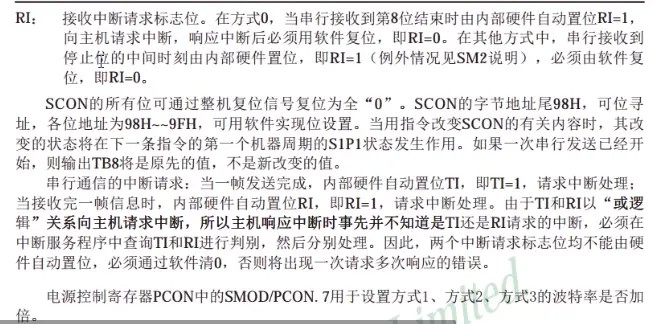 RI： 接收中断请求标志位。在方式0，当串行接收到第8位结束时由内部硬件自动置位RI=1，
向主机请求中断，响应中断后必须用软件复位，即RI=0。在其他方式中，串行接收到
停止位的中间时刻由内部硬件置位，即RI=1（例外情况见SM2说明），必须由软件复
位，即RI=0。
SCON的所有位可通过整机复位信号复位为全“0”。SCON的字节地址尾98H，可位寻
址，各位地址为98H~~9FH，可用软件实现位设置。当用指令改变SCON的有关内容时，其改
变的状态将在下一条指令的第一个机器周期的S1P1状态发生作用。如果一次串行发送已经开
始，则输出TB8将是原先的值，不是新改变的值。
串行通信的中断请求：当一帧发送完成，内部硬件自动置位TI，即TI=1，请求中断处理；
当接收完一帧信息时，内部硬件自动置位RI，即RI=1，请求中断处理。由于TI和RI以“或逻
辑”关系向主机请求中断，所以主机响应中断时事先并不知道是TI还是RI请求的中断，必须在
中断服务程序中查询TI和RI进行判别，然后分别处理。因此，两个中断请求标志位均不能由硬
件自动置位，必须通过软件清0，否则将出现一次请求多次响应的错误。
电源控制寄存器PCON中的SMOD/PCON.7用于设置方式1、方式2、方式3的波特率是否加
倍。
Limited